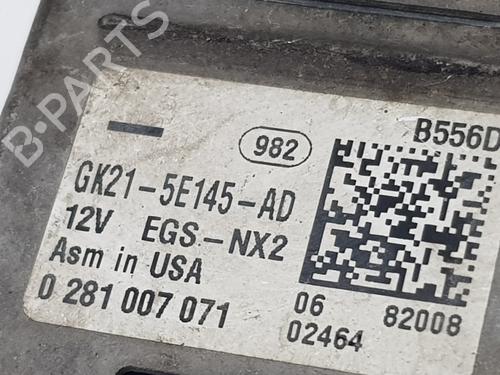 B-PARTS
982
B556D
GK21-5E145-AD
12V EGS-NX2
Asm in USA
0 281 007 071
06 82008
02464